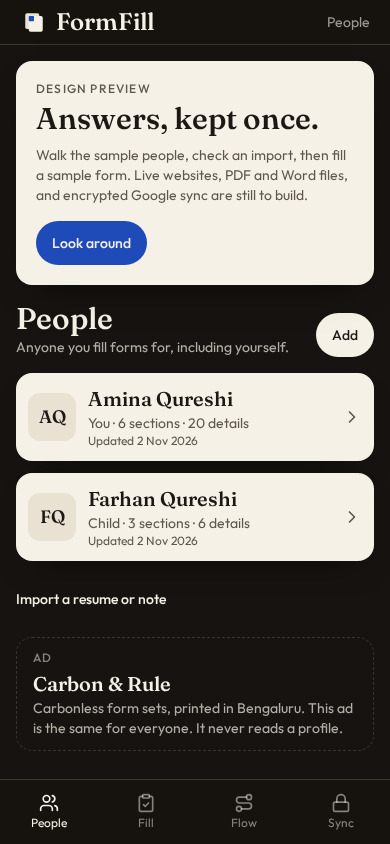 FormFill
People
DESIGN PREVIEW
Answers, kept once.
Walk the sample people, check an import, then fill
a sample form. Live websites, PDF and Word files,
and encrypted Google sync are still to build.
Look around
People
Anyone you fill forms for, including yourself.
Add
AQ
Amina Qureshi
You · 6 sections · 20 details
Updated 2 Nov 2026
FQ
Farhan Qureshi
Child · 3 sections · 6 details
Updated 2 Nov 2026
Import a resume or note
AD
Carbon & Rule
Carbonless form sets, printed in Bengaluru. This ad
is the same for everyone. It never reads a profile.
People
Fill
Flow
Sync